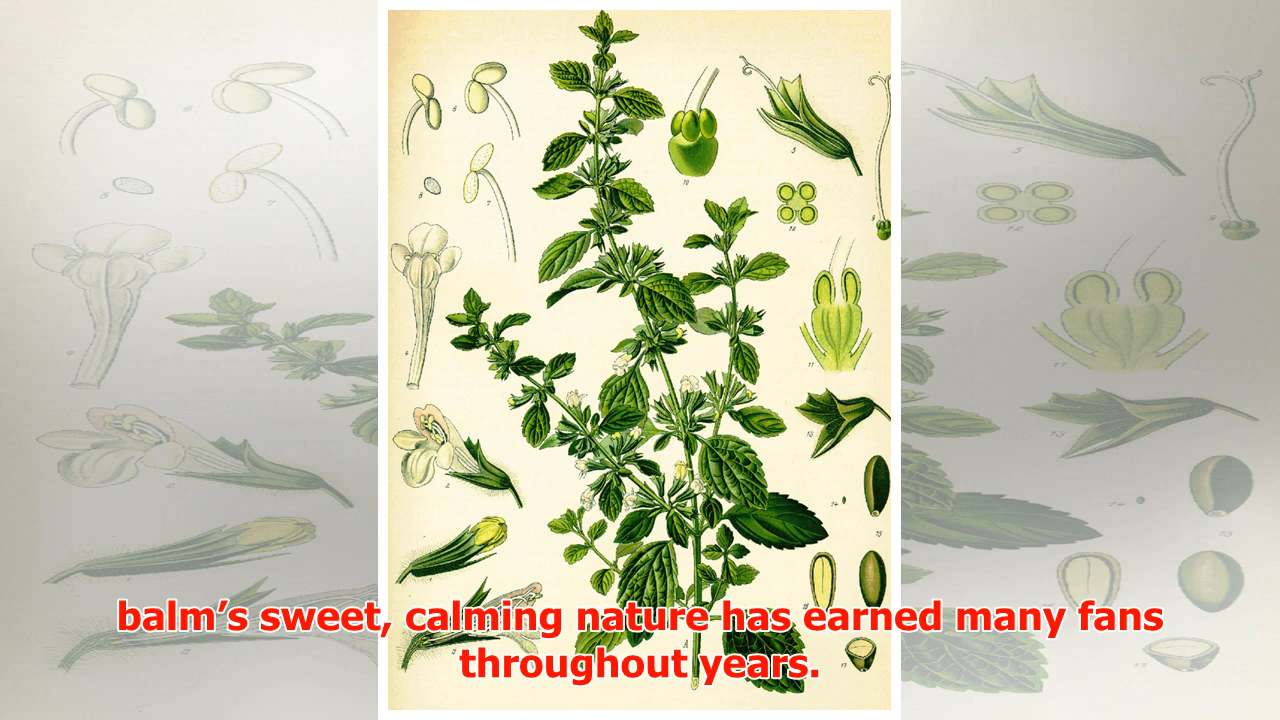 balm’s sweet, calming nature has earned many fans
throughout years.